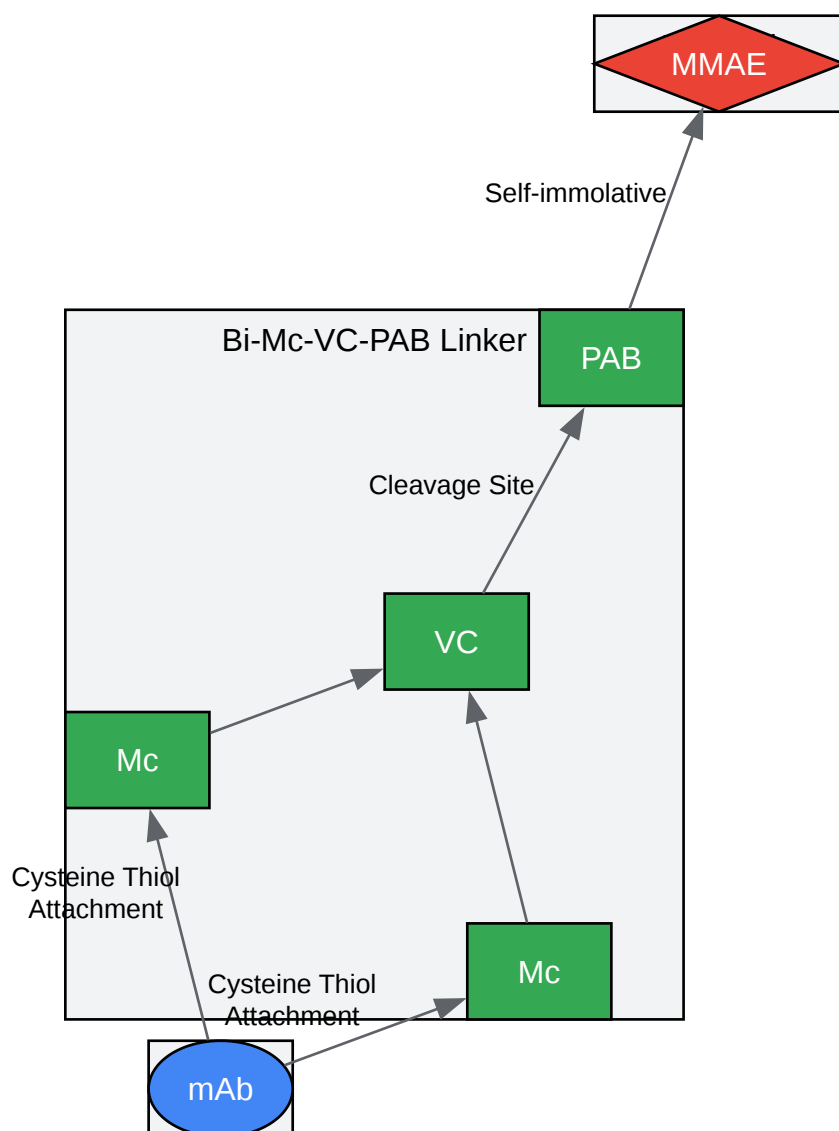 MMAE
Self-immolative
Bi-Mc-VC-PAB Linker
PAB
Cleavage Site
VC
Mc
Cysteine Thiol
Attachment
Mc
Cysteine Thiol
Attachment
mAb